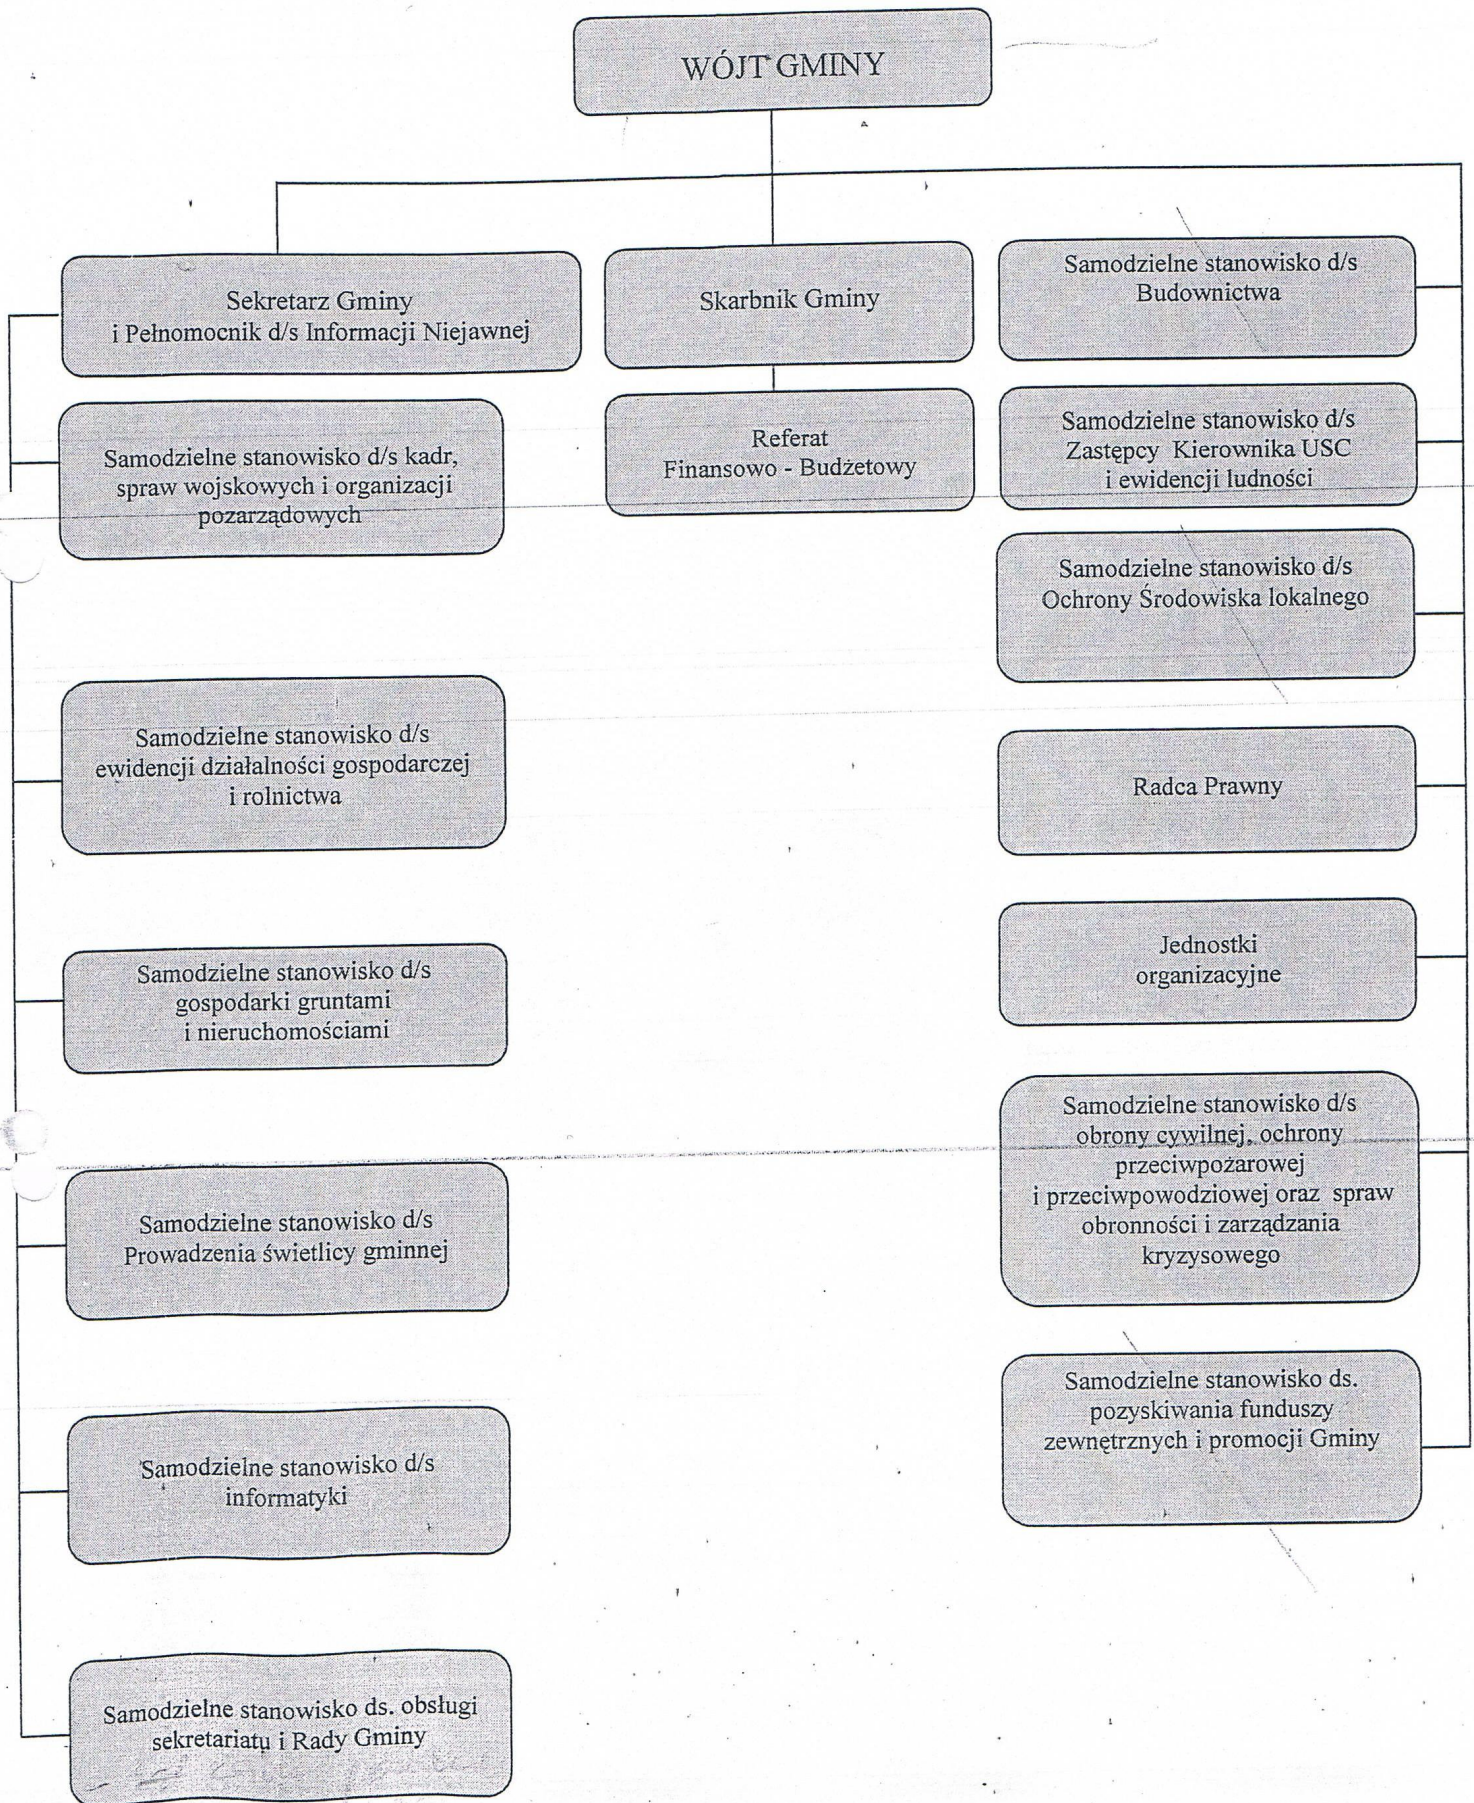 WÓJT GMINY
Sekretarz Gminy
i Pełnomocnik d/s Informacji Niejawnej
Samodzielne stanowisko d/s kadr,
spraw wojskowych i organizacji
pozarządowych
Samodzielne stanowisko d/s
ewidencji działalności gospodarczej
i rolnictwa
Samodzielne stanowisko d/s
gospodarki gruntami
i nieruchomościami
Samodzielne stanowisko d/s
Prowadzenia świetlicy gminnej
Samodzielne stanowisko d/s
informatyki
Samodzielne stanowisko ds. obsługi
sekretariatu i Rady Gminy
Skarbnik Gminy
Referat
Finansowo - Budżetowy
Samodzielne stanowisko d/s
Budownictwa
Samodzielne stanowisko d/s
Zastępcy Kierownika USC
i ewidencji ludności
Samodzielne stanowisko d/s
Ochrony Środowiska lokalnego
Radca Prawny
Jednostki
organizacyjne
Samodzielne stanowisko d/s
obrony cywilnej, ochrony
przeciwpożarowej
i przeciwpowodziowej oraz spraw
obronności i zarządzania
kryzysowego
Samodzielne stanowisko ds.
pozyskiwania funduszy
zewnętrznych i promocji Gminy